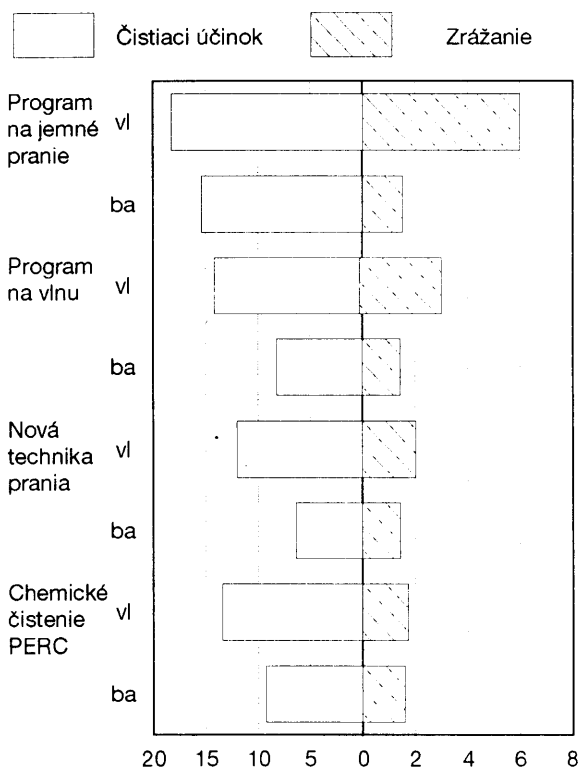 Čistiaci účinok Zrážanie
Program
na jemné vl
pranie
ba
Program
na vlnu vl
ba
Nová
technika vl
prania
ba
Chemické
čistenie vl
PERC
ba
20 15 10 5 0 2 4 6 8